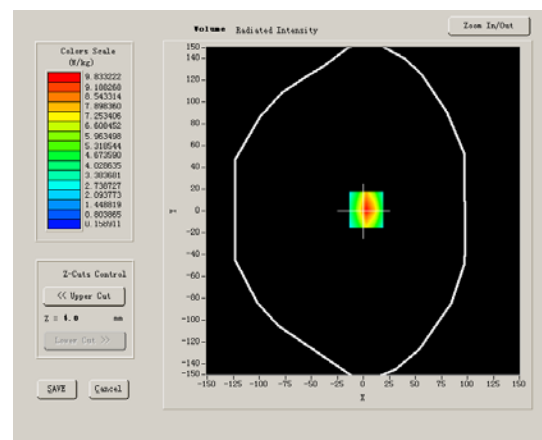 Volume Radiated Intensity
Zoom In/Out
Colors Scale
(W/kg)
9.833222
9.188268
8.543314
7.898360
7.253406
6.608452
5.963498
5.318544
4.673590
4.028635
3.383681
2.738727
2.093773
1.448819
0.803865
0.158911
Z-Cuts Control
<< Upper Cut
Z = 4.0 mm
Lower Cut >>
SAVE
Cancel
150
140
120
100
80
60
40
20
Y
0
-20
-40
-60
-80
-100
-120
-140
-150
-150 -125 -100 -75 -50 -25 0 25 50 75 100 125 150
X